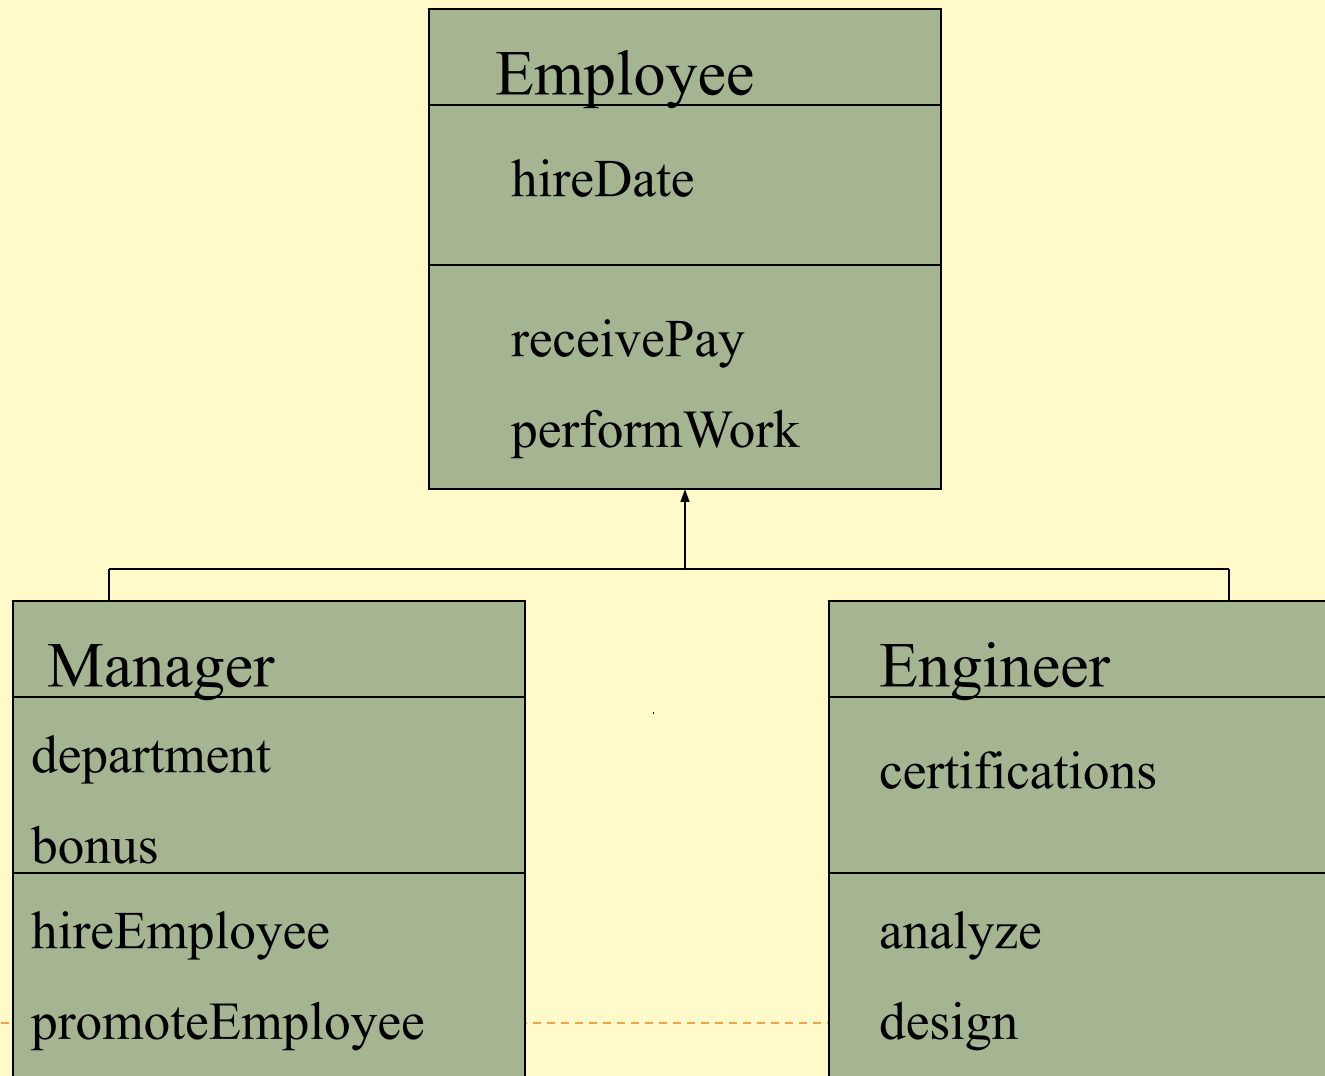 Employee
hireDate
receivePay
performWork
Manager
department
bonus
hireEmployee
promoteEmployee
Engineer
certifications
analyze
design